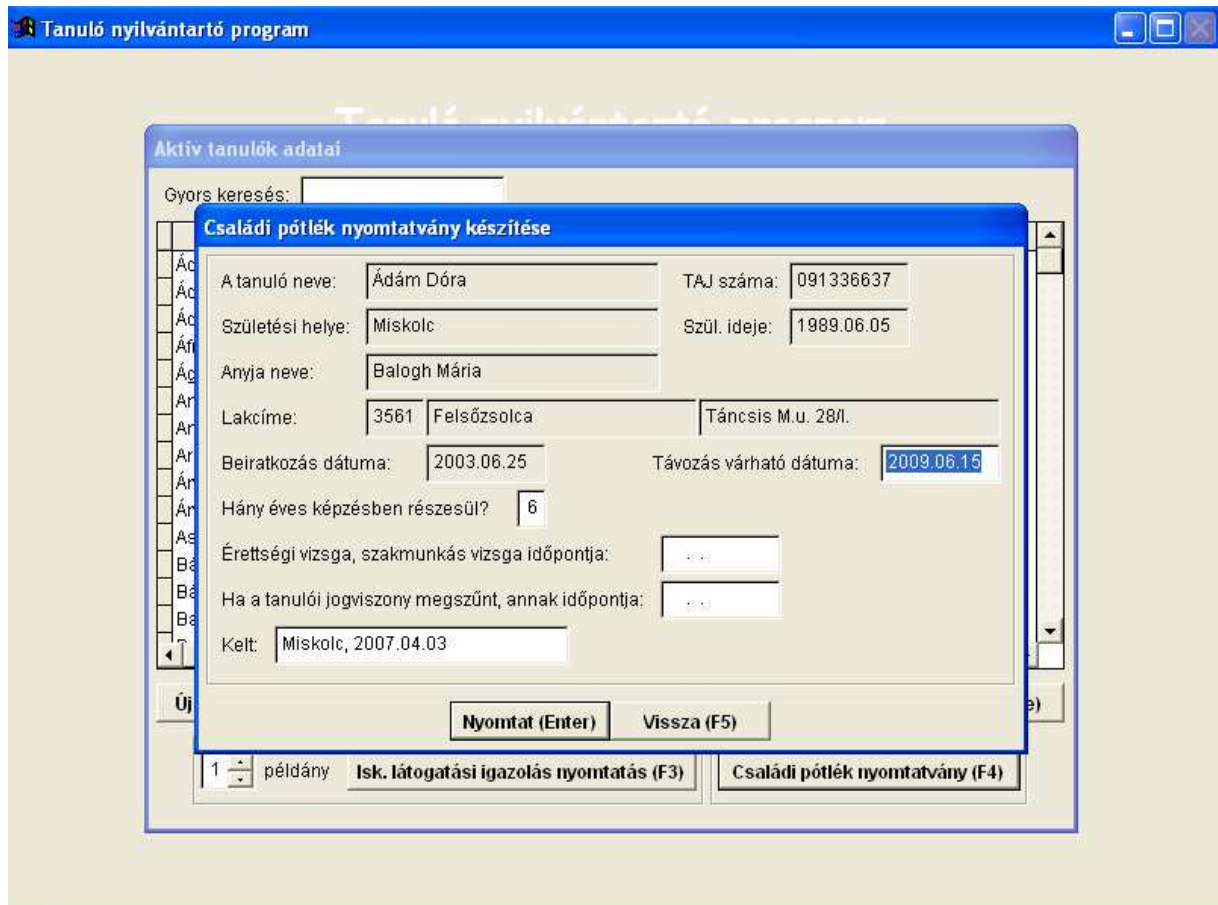 Tanuló nyilvántartó program
Tanuló nyilvántartó program
Aktív tanulók adatai
Gyors keresés:
Családi pótlék nyomtatvány készítése
A tanuló neve: Ádám Dóra TAJ száma: 091336637
Születési helye: Miskolc Szül. ideje: 1989.06.05
Anyja neve: Balogh Mária
Lakcíme: 3561 Felsőzsolca Táncsis M.u. 28/I.
Beiratkozás dátuma: 2003.06.25 Távozás várható dátuma: 2009.06.15
Hány éves képzésben részesül? 6
Érettségi vizsga, szakmunkás vizsga időpontja: . .
Ha a tanulói jogviszony megszűnt, annak időpontja: . .
Kelt: Miskolc, 2007.04.03
Új
Nyomtat (Enter) Vissza (F5)
1 példány Isk. látogatási igazolás nyomtatás (F3) Családi pótlék nyomtatvány (F4)